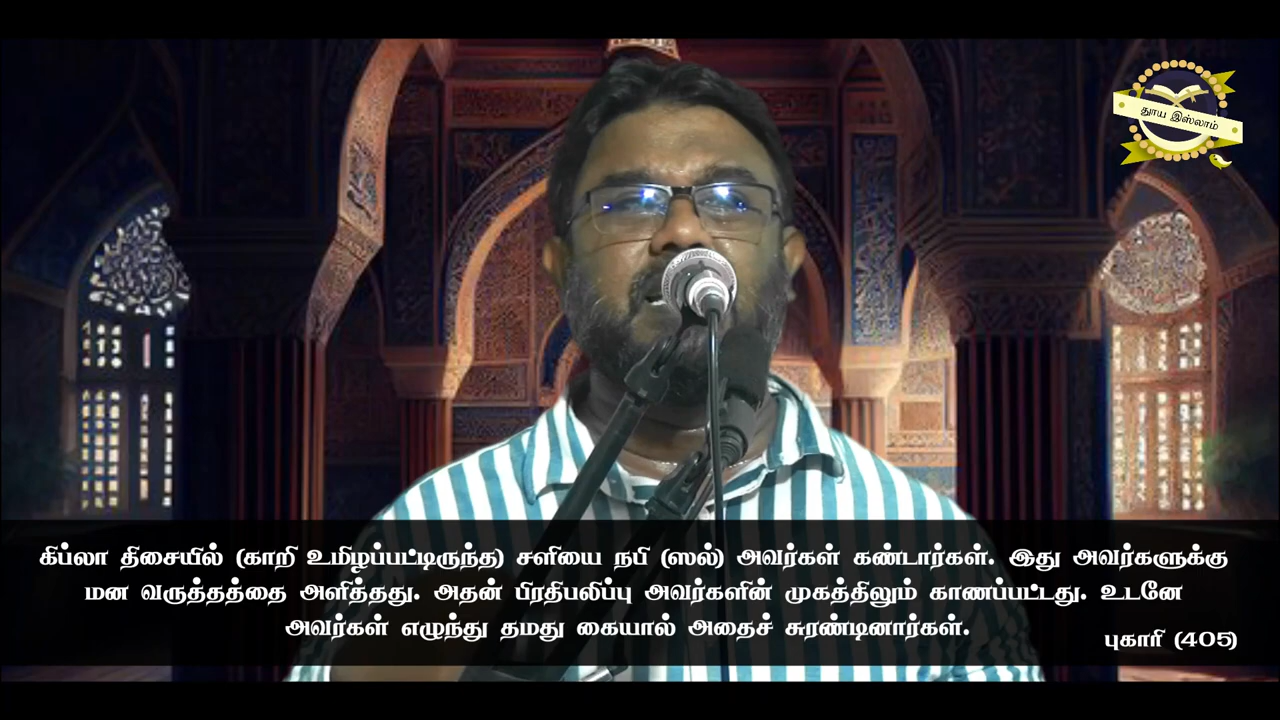 தூய இஸ்லாம்
கிப்லா திசையில் (காறி உமிழப்பட்டிருந்த) சளியை நபி (ஸல்) அவர்கள் கண்டார்கள். இது அவர்களுக்கு
மன வருத்தத்தை அளித்தது. அதன் பிரதிபலிப்பு அவர்களின் முகத்திலும் காணப்பட்டது. உடனே
அவர்கள் எழுந்து தமது கையால் அதைச் சுரண்டினார்கள்.
புகாரி (405)